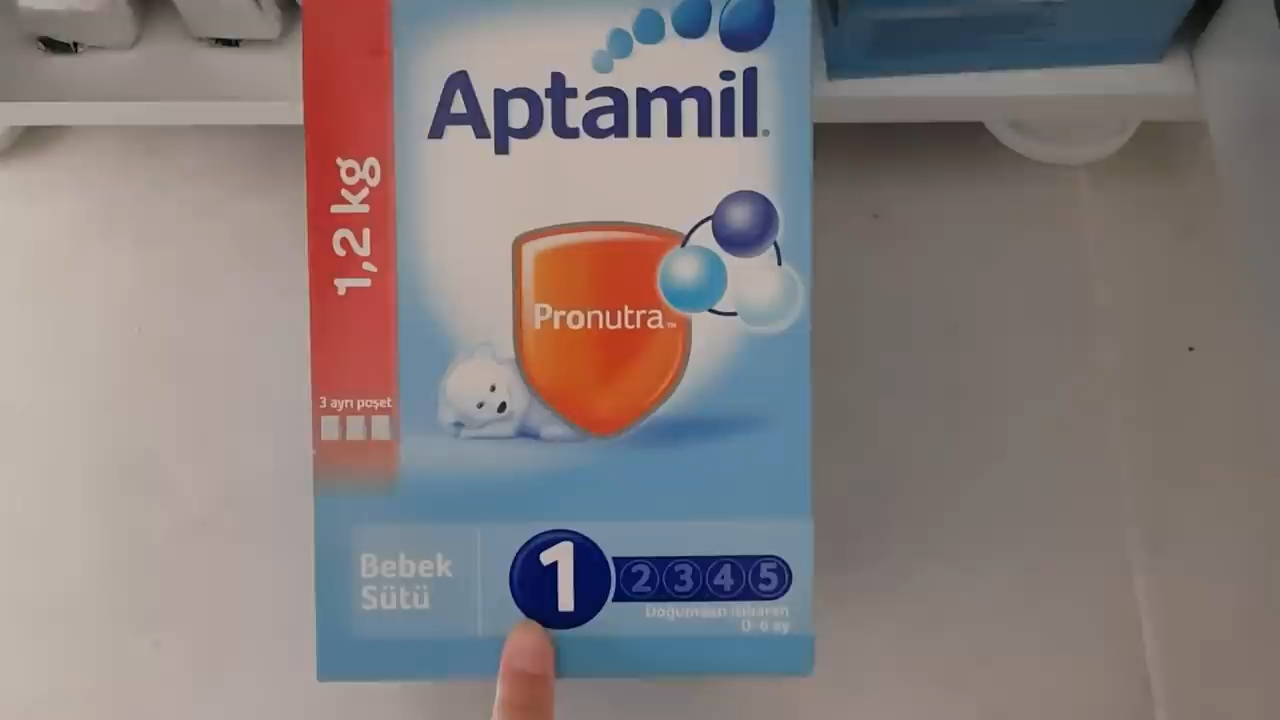 Aptamil
1,2 kg
Pronutra™
3 ayrı poşet
Bebek
Sütü
1 2 3 4 5
Doğumdan itibaren
0-6 ay